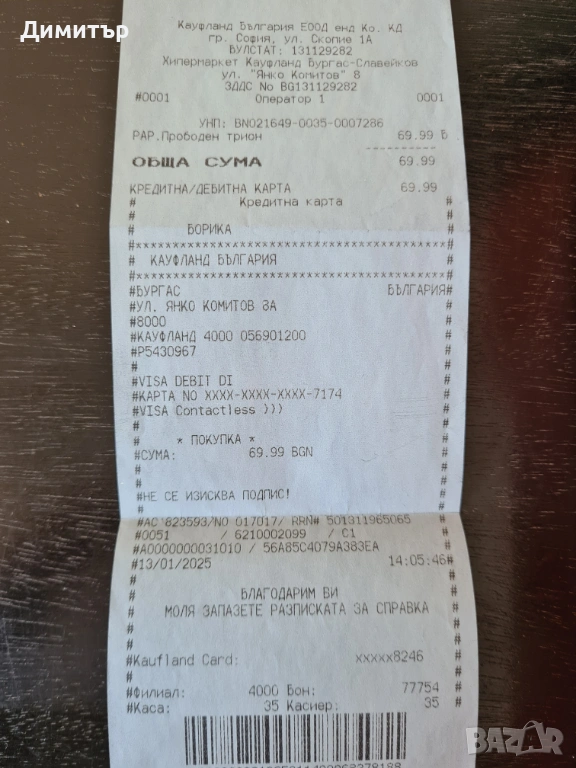 Димитър
Кауфланд България ЕООД енд Ко. КД
гр. София, ул. Скопие 1А
БУЛСТАТ: 131129282
Хипермаркет Кауфланд Бургас-Славейков
ул. "Янко Комитов" 8
ЗДДС No BG131129282
#0001 Оператор 1 0001
УНП: BN021649-0035-0007286
PAP.Прободен трион 69.99 Б
----------
ОБЩА СУМА 69.99
КРЕДИТНА/ДЕБИТНА КАРТА 69.99
# Кредитна карта #
# #
# БОРИКА #
#************************************#
# КАУФЛАНД БЪЛГАРИЯ #
#************************************#
#БУРГАС БЪЛГАРИЯ#
#УЛ. ЯНКО КОМИТОВ 3А #
#8000 #
#КАУФЛАНД 4000 056901200 #
#P5430967 #
# #
#VISA DEBIT DI #
#КАРТА NO XXXX-XXXX-XXXX-7174 #
#VISA Contactless ))) #
# #
# * ПОКУПКА * #
#СУМА: 69.99 BGN #
# #
# #
#НЕ СЕ ИЗИСКВА ПОДПИС! #
# #
#AC 823593/NO 017017/ RRN# 501311965065
#0051 / 6210002099 / C1 #
#A0000000031010 / 56A85C4079A383EA #
#13/01/2025 14:05:46#
# #
# БЛАГОДАРИМ ВИ #
# МОЛЯ ЗАПАЗЕТЕ РАЗПИСКАТА ЗА СПРАВКА #
# #
# #
#Kaufland Card: xxxxx8246 #
# #
#Филиал: 4000 Бон: 77754 #
#Каса: 35 Касиер: 35 #
BAZAR